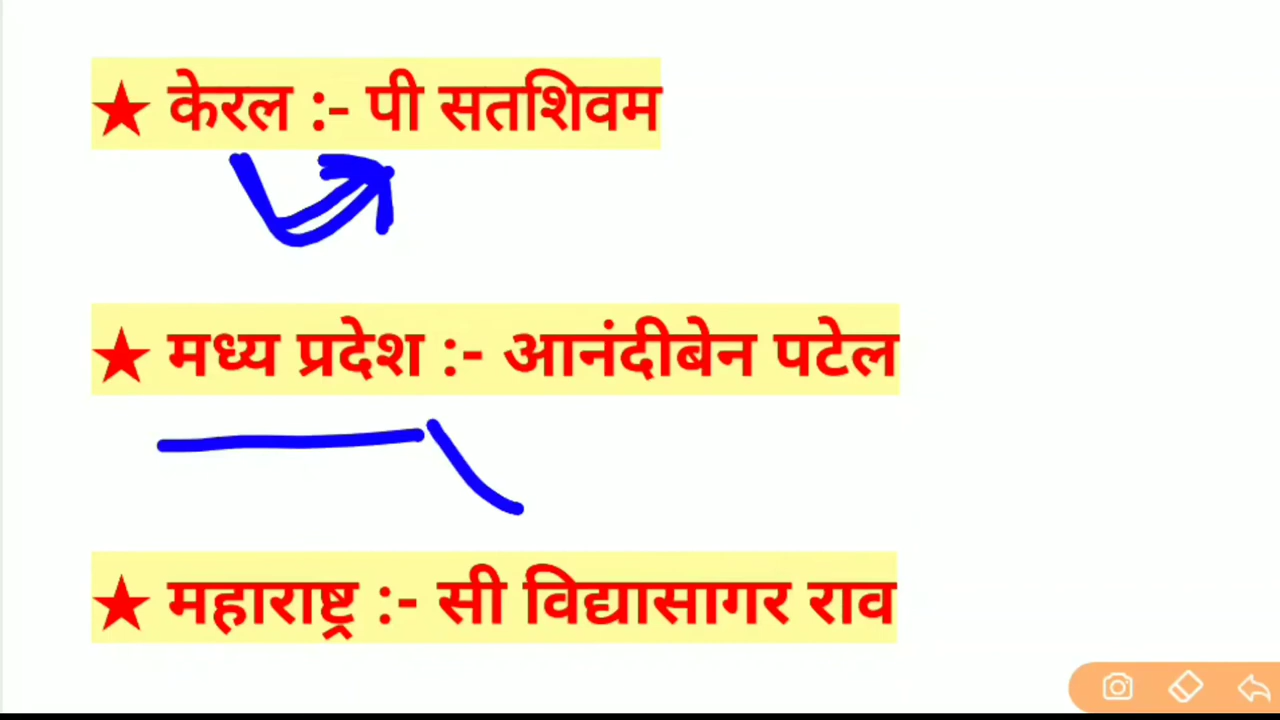 ★ केरल :- पी सतशिवम
★ मध्य प्रदेश :- आनंदीबेन पटेल
★ महाराष्ट्र :- सी विद्यासागर राव